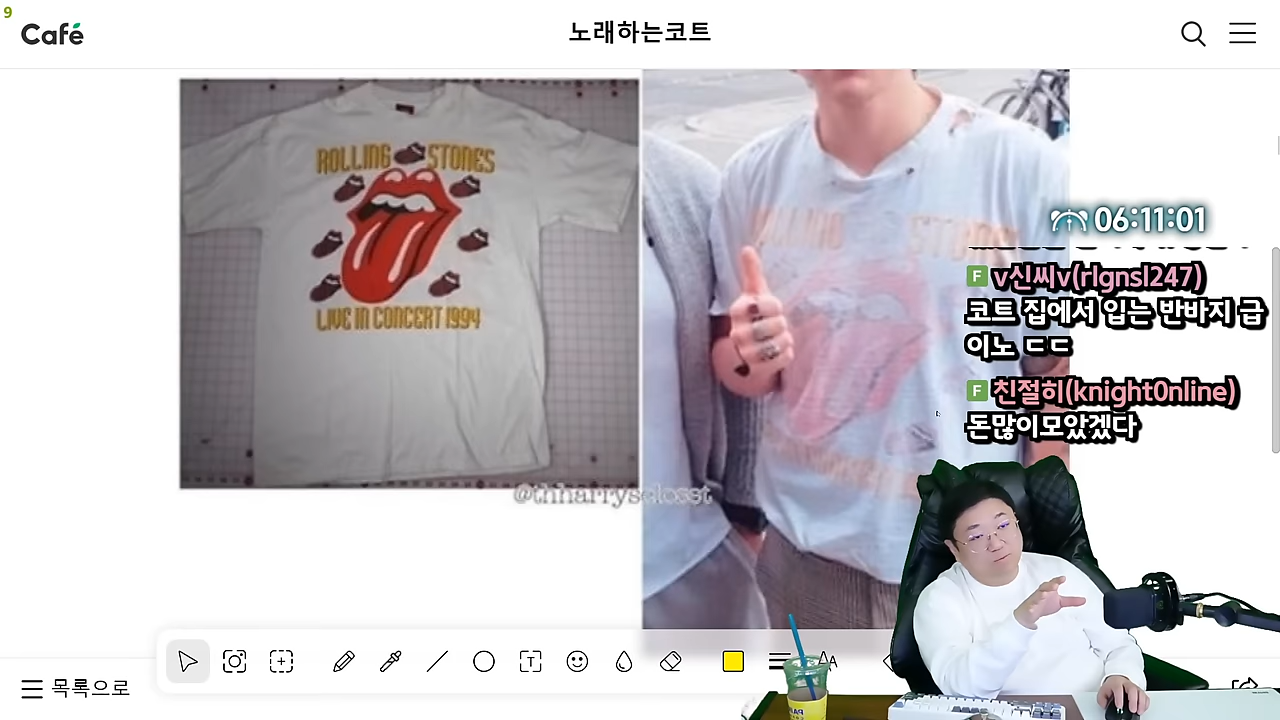 9
Café
노래하는코트
ROLLING STONES
LIVE IN CONCERT 1994
STONES
@thharryscloset
06:11:01
F v신씨v(rlgnsl247)
코트 집에서 입는 반바지 급
이노 ㄷㄷ
F 친절히(knight0nline)
돈많이모았겠다
T
AA
목록으로